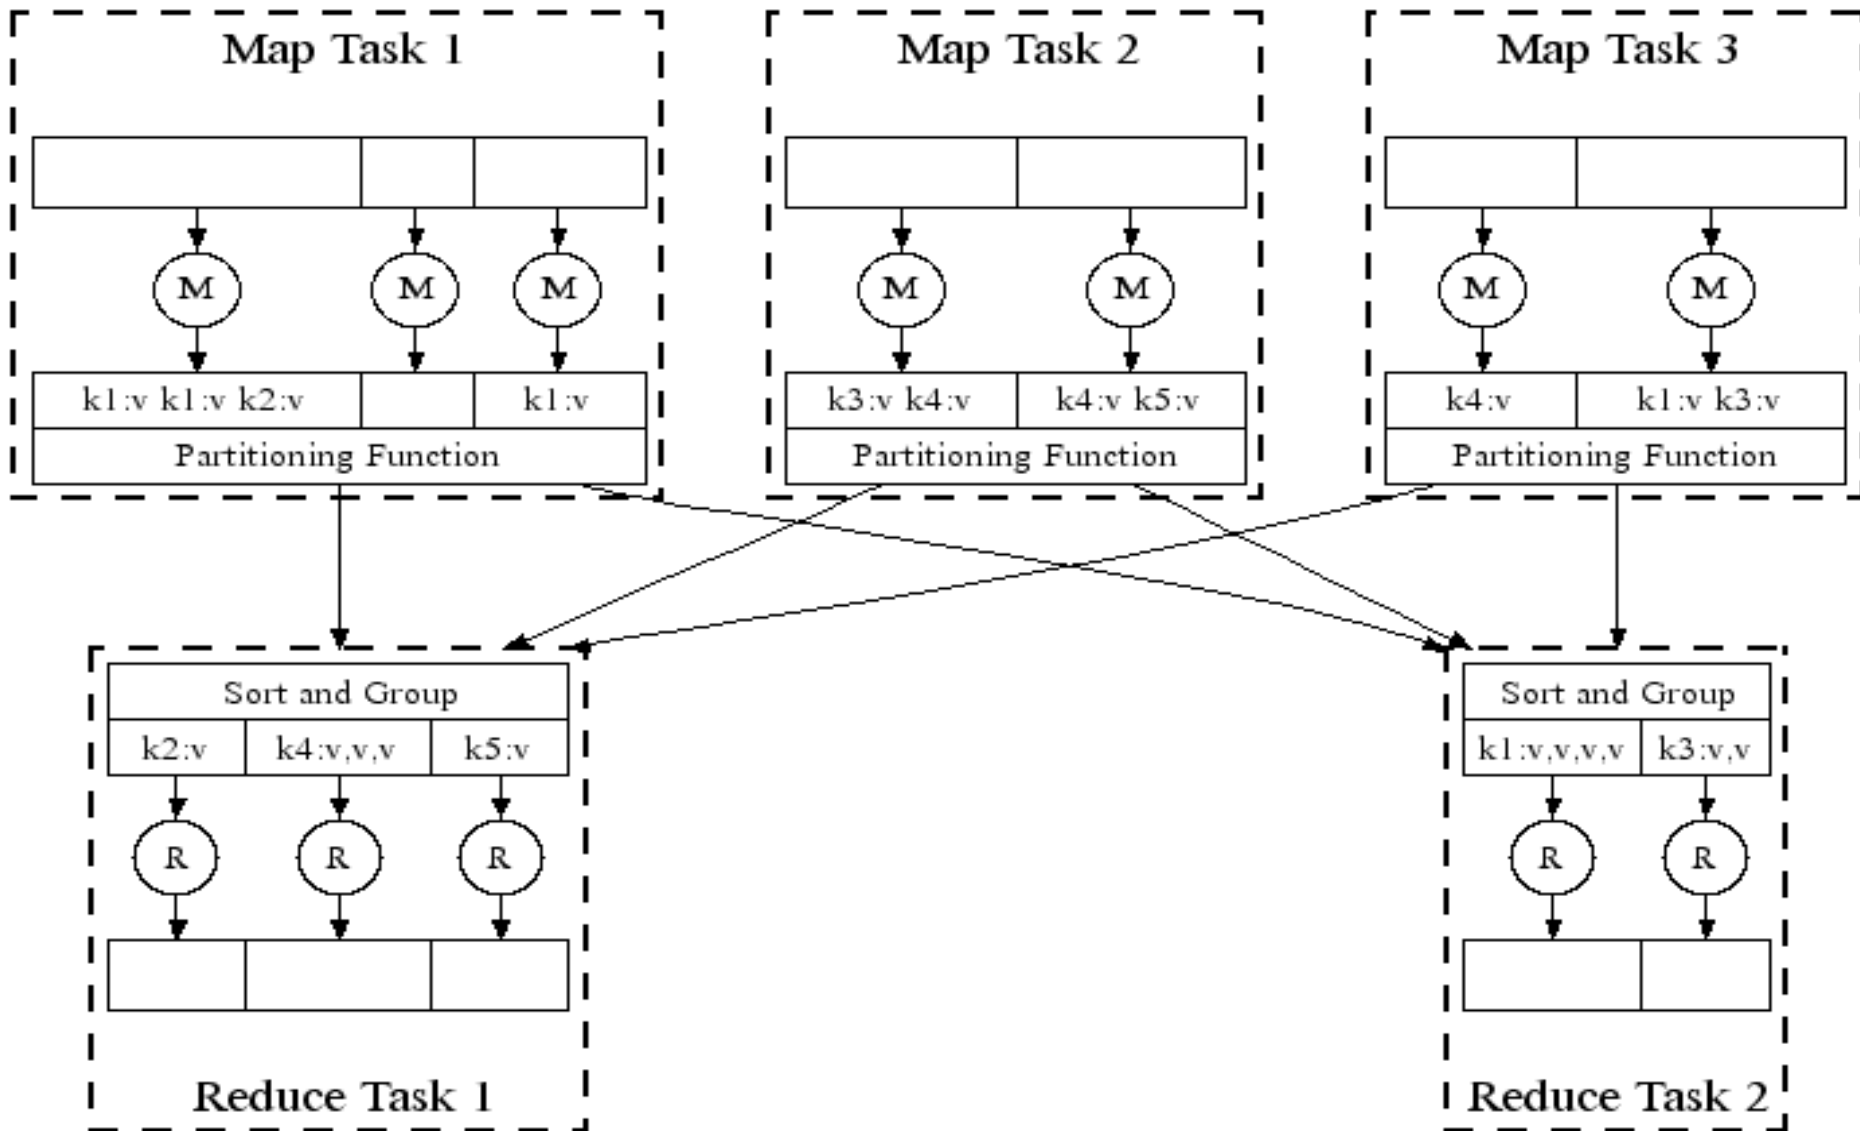 Map Task 1
Map Task 2
Map Task 3
M
M
M
M
M
M
M
k1:v k1:v k2:v
k1:v
k3:v k4:v
k4:v k5:v
k4:v
k1:v k3:v
Partitioning Function
Partitioning Function
Partitioning Function
Sort and Group
k2:v
k4:v,v,v
k5:v
R
R
R
Reduce Task 1
Sort and Group
k1:v,v,v,v
k3:v,v
R
R
Reduce Task 2